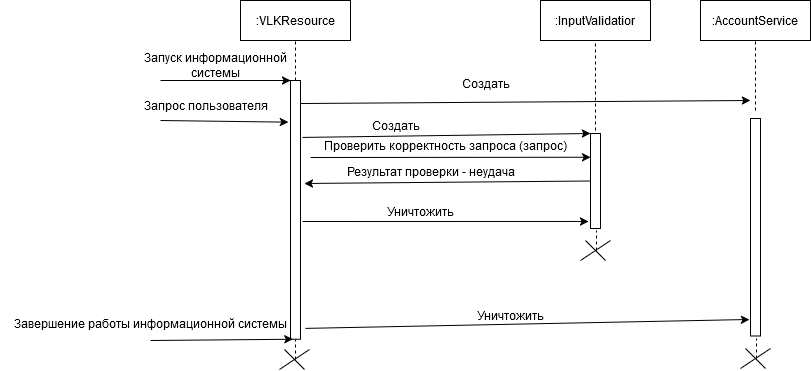 :VLKResource
:InputValidatior
:AccountService
Запуск информационной
системы
Создать
Запрос пользователя
Создать
Проверить корректность запроса (запрос)
Результат проверки - неудача
Уничтожить
Уничтожить
Завершение работы информационной системы